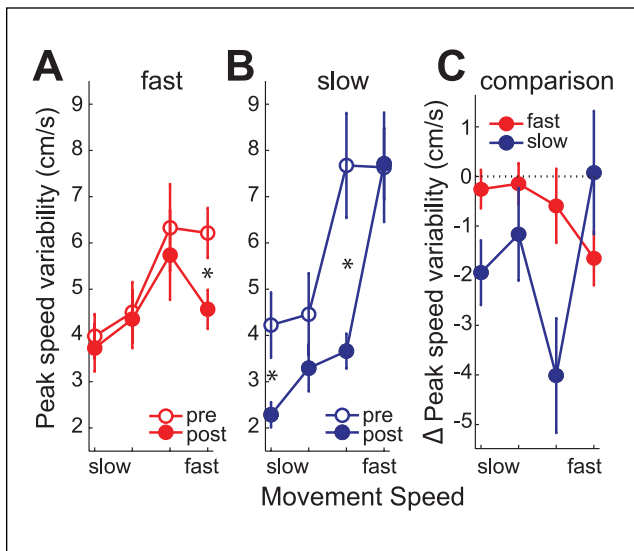 A
fast
B
slow
C
comparison
Peak speed variability (cm/s)
9
8
7
6
5
4
3
2
*
pre
post
slow
fast
9
8
7
6
5
4
3
2
*
*
pre
post
slow
fast
Δ Peak speed variability (cm/s)
fast
slow
1
0
-1
-2
-3
-4
-5
slow
fast
Movement Speed